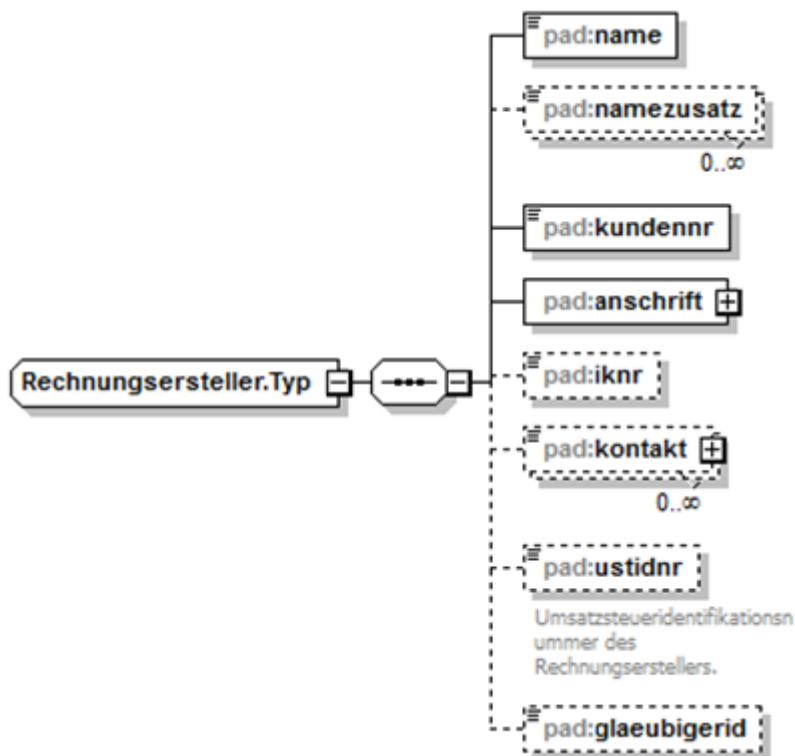 pad:name
pad:namezusatz
0..∞
pad:kundennr
pad:anschrift
Rechnungsersteller.Typ
pad:iknr
pad:kontakt
0..∞
pad:ustidnr
Umsatzsteueridentifikationsn
ummer des
Rechnungserstellers.
pad:glaeubigerid